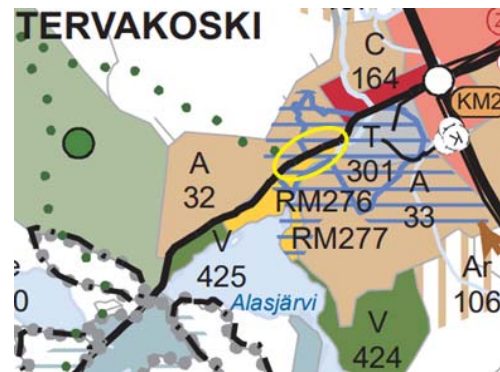 TERVAKOSKI
C
164
KM2
A
32
T
301
A
33
RM276
RM277
V
425
Alasjärvi
Ar
106
V
424